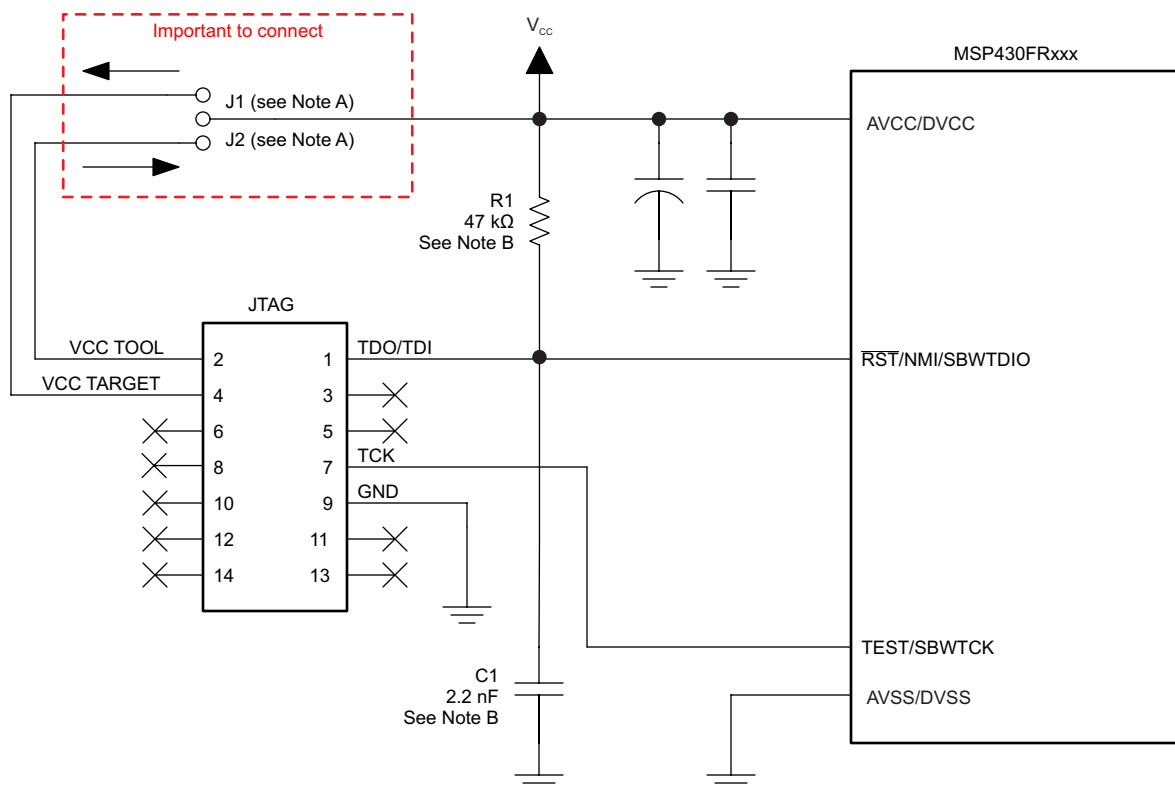 Important to connect
VCC
MSP430FRxxx
J1 (see Note A)
J2 (see Note A)
AVCC/DVCC
R1
47 kΩ
See Note B
JTAG
VCC TOOL
2
1
TDO/TDI
RST/NMI/SBWTDIO
VCC TARGET
4
3
6
5
8
7
TCK
10
9
GND
12
11
14
13
TEST/SBWTCK
C1
2.2 nF
See Note B
AVSS/DVSS